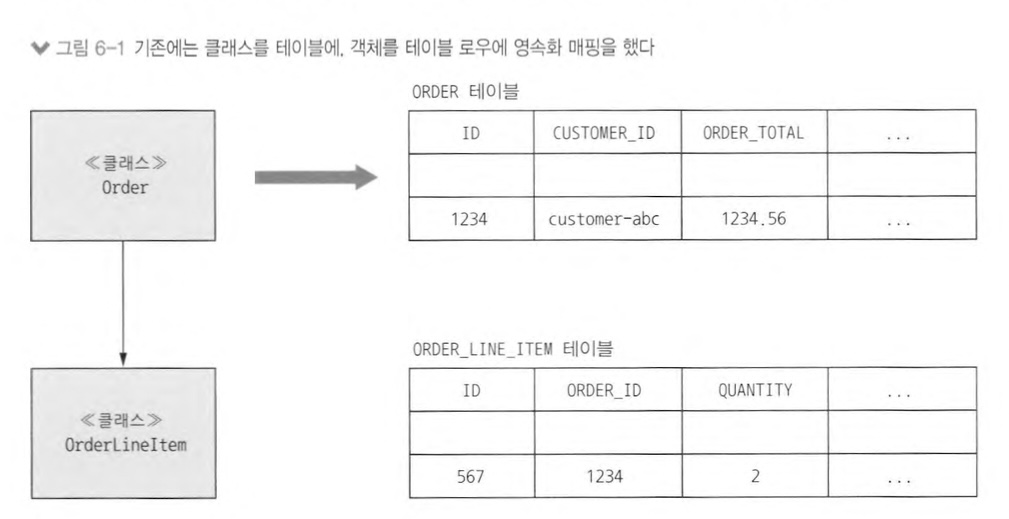 그림 6-1 기존에는 클래스를 테이블에, 객체를 테이블 로우에 영속화 매핑을 했다
ORDER 테이블
≪클래스≫
Order
ID CUSTOMER_ID ORDER_TOTAL ...
1234 customer-abc 1234.56 ...
ORDER_LINE_ITEM 테이블
≪클래스≫
OrderLineItem
ID ORDER_ID QUANTITY ...
567 1234 2 ...